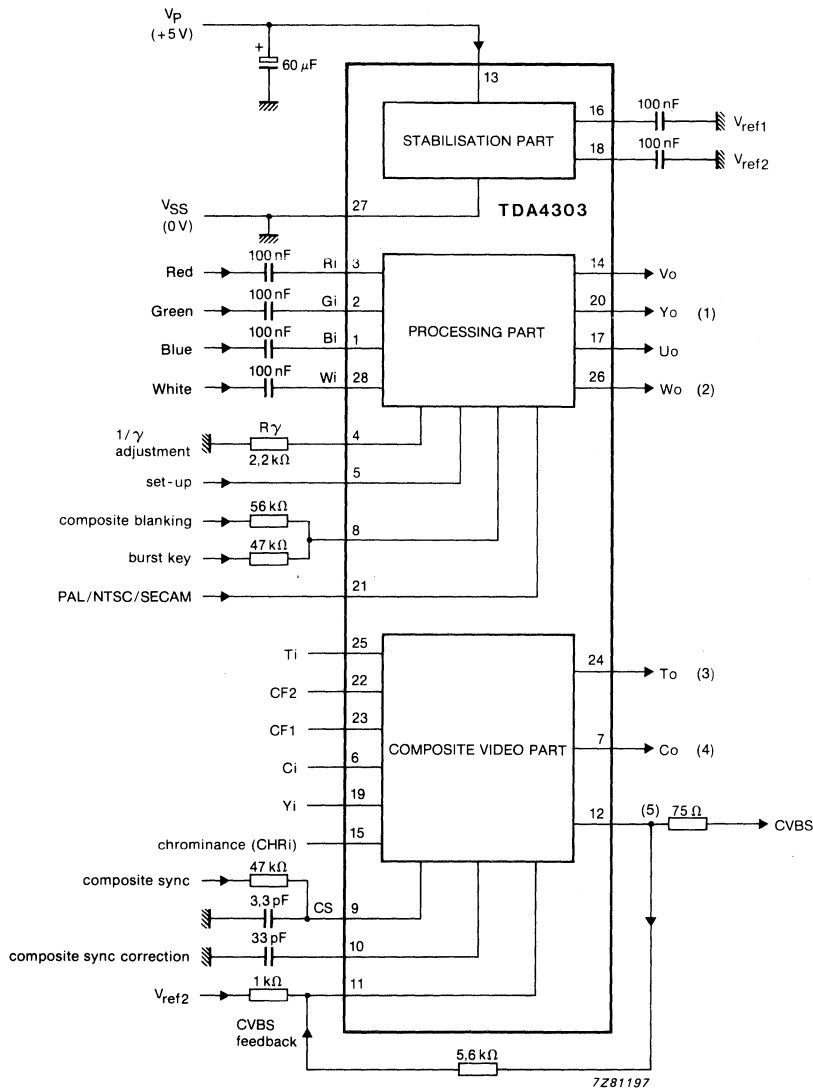 VP
(+5 V)
+
60 µF
13
STABILISATION PART
16
100 nF
Vref1
18
100 nF
Vref2
TDA4303
VSS
(0 V)
27
Red
100 nF
Ri
3
Green
100 nF
Gi
2
Blue
100 nF
Bi
1
White
100 nF
Wi
28
PROCESSING PART
14
Vo
20
Yo (1)
17
Uo
26
Wo (2)
1/γ
adjustment
Rγ
2,2 kΩ
4
set-up
5
composite blanking
56 kΩ
8
burst key
47 kΩ
PAL/NTSC/SECAM
21
Ti
25
CF2
22
CF1
23
Ci
6
Yi
19
chrominance (CHRi)
15
COMPOSITE VIDEO PART
24
To (3)
7
Co (4)
12
(5)
75 Ω
CVBS
composite sync
47 kΩ
3,3 pF
CS
9
composite sync correction
33 pF
10
Vref2
1 kΩ
11
CVBS
feedback
5,6 kΩ
7Z81197